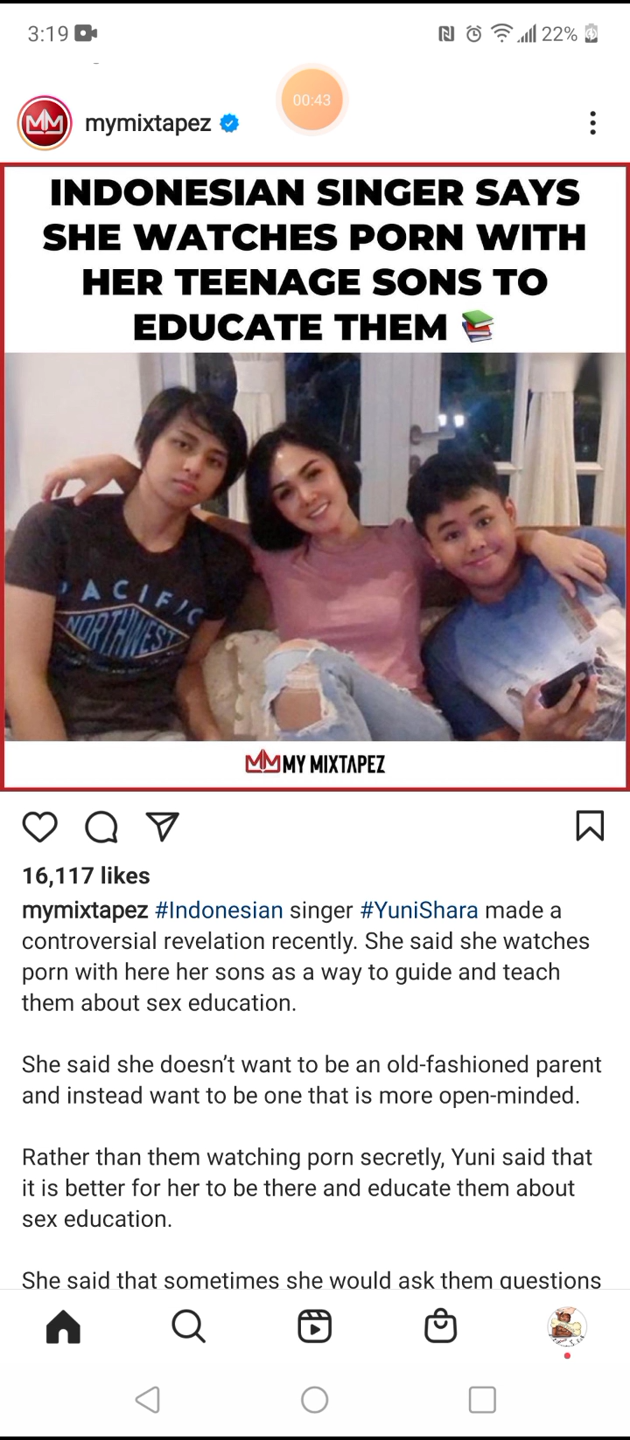 3:19
22%
00:43
mymixtapez
INDONESIAN SINGER SAYS
SHE WATCHES PORN WITH
HER TEENAGE SONS TO
EDUCATE THEM 📚
PACIFIC
NORTHWEST
MY MIXTAPEZ
16,117 likes
mymixtapez #Indonesian singer #YuniShara made a
controversial revelation recently. She said she watches
porn with here her sons as a way to guide and teach
them about sex education.
She said she doesn't want to be an old-fashioned parent
and instead want to be one that is more open-minded.
Rather than them watching porn secretly, Yuni said that
it is better for her to be there and educate them about
sex education.
She said that sometimes she would ask them questions